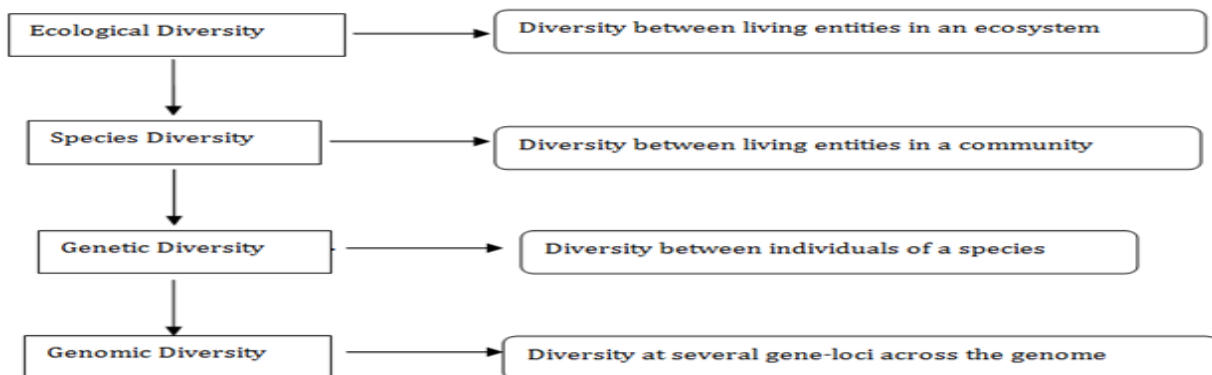 Ecological Diversity
Diversity between living entities in an ecosystem
Species Diversity
Diversity between living entities in a community
Genetic Diversity
Diversity between individuals of a species
Genomic Diversity
Diversity at several gene-loci across the genome